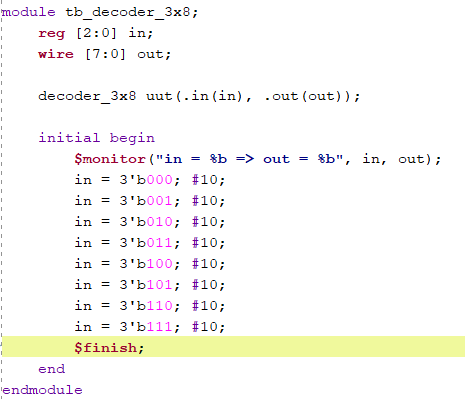 module tb_decoder_3x8;
    reg [2:0] in;
    wire [7:0] out;

    decoder_3x8 uut(.in(in), .out(out));

    initial begin
        $monitor("in = %b => out = %b", in, out);
        in = 3'b000; #10;
        in = 3'b001; #10;
        in = 3'b010; #10;
        in = 3'b011; #10;
        in = 3'b100; #10;
        in = 3'b101; #10;
        in = 3'b110; #10;
        in = 3'b111; #10;
        $finish;
    end
endmodule